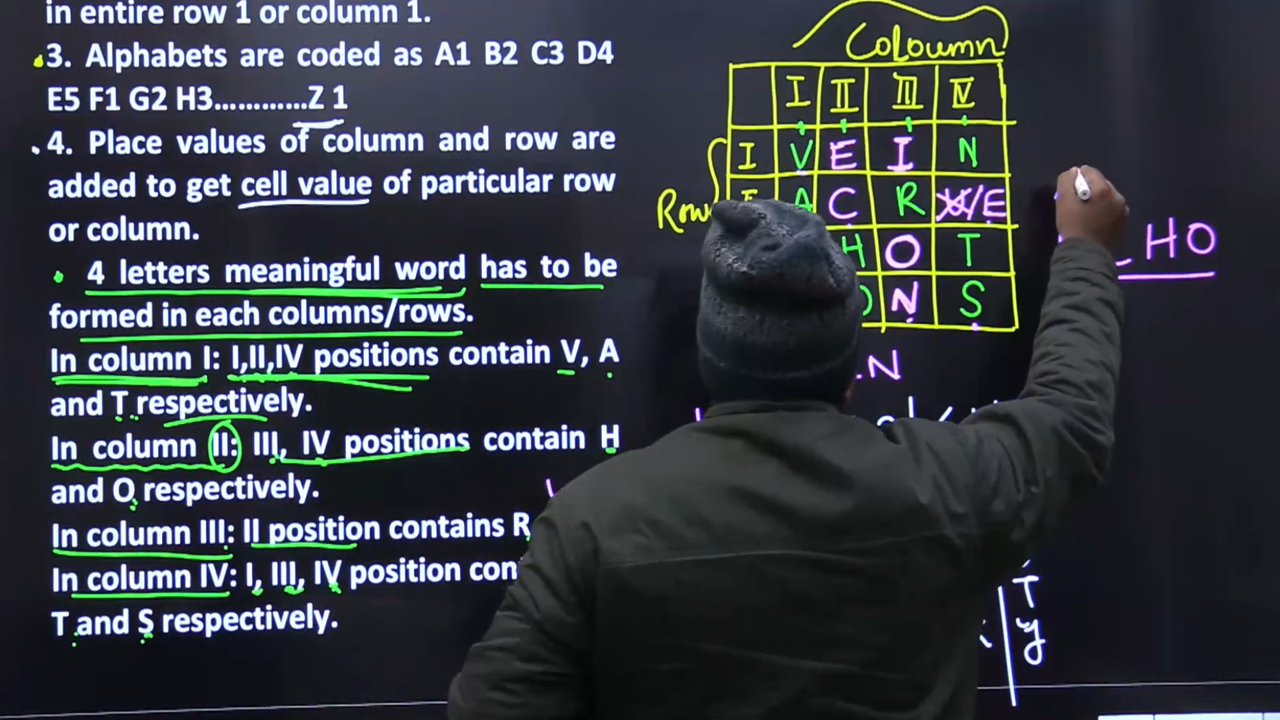 in entire row 1 or column 1.
3. Alphabets are coded as A1 B2 C3 D4
E5 F1 G2 H3.............Z 1
4. Place values of column and row are
added to get cell value of particular row
or column.
4 letters meaningful word has to be
formed in each columns/rows.
In column I: I,II,IV positions contain V, A
and T respectively.
In column II: III, IV positions contain H
and O respectively.
In column III: II position contains R
In column IV: I, III, IV position con
T and S respectively.
Coloumn
I II III IV
I V E I N
Row A C R /E
H O T
N S
HO
N
T
y